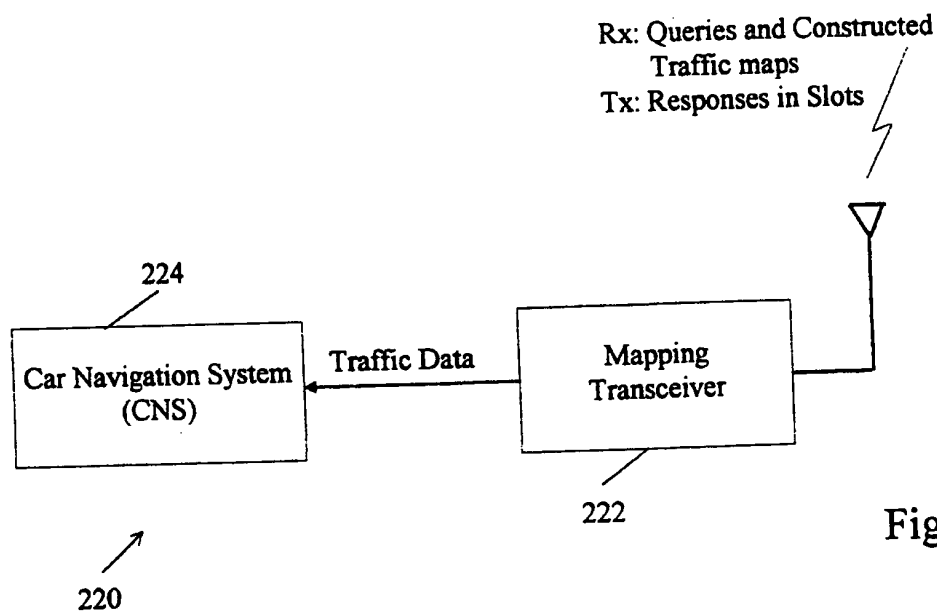 Rx: Queries and Constructed
Traffic maps
Tx: Responses in Slots
224
Car Navigation System
(CNS)
Traffic Data
Mapping
Transceiver
222
Fig
220